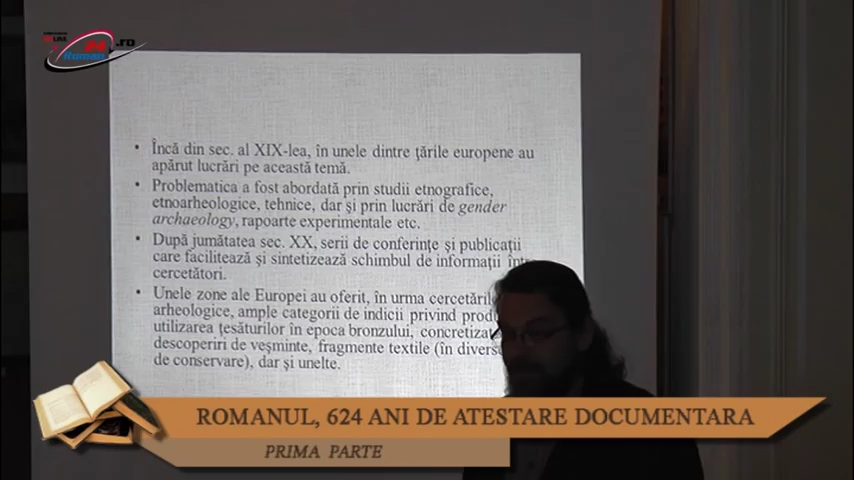 .ro
Roman
• Încă din sec. al XIX-lea, în unele dintre ţările europene au
apărut lucrări pe această temă.
• Problematica a fost abordată prin studii etnografice,
etnoarheologice, tehnice, dar şi prin lucrări de gender
archaeology, rapoarte experimentale etc.
• După jumătatea sec. XX, serii de conferinţe şi publicaţii
care facilitează şi sintetizează schimbul de informaţii
cercetători.
• Unele zone ale Europei au oferit, în urma
arheologice, ample categorii de indicii privind
utilizarea ţesăturilor în epoca bronzului,
descoperiri de veşminte, fragmente textile (în
de conservare), dar şi unelte.
ROMANUL, 624 ANI DE ATESTARE DOCUMENTARA
PRIMA PARTE